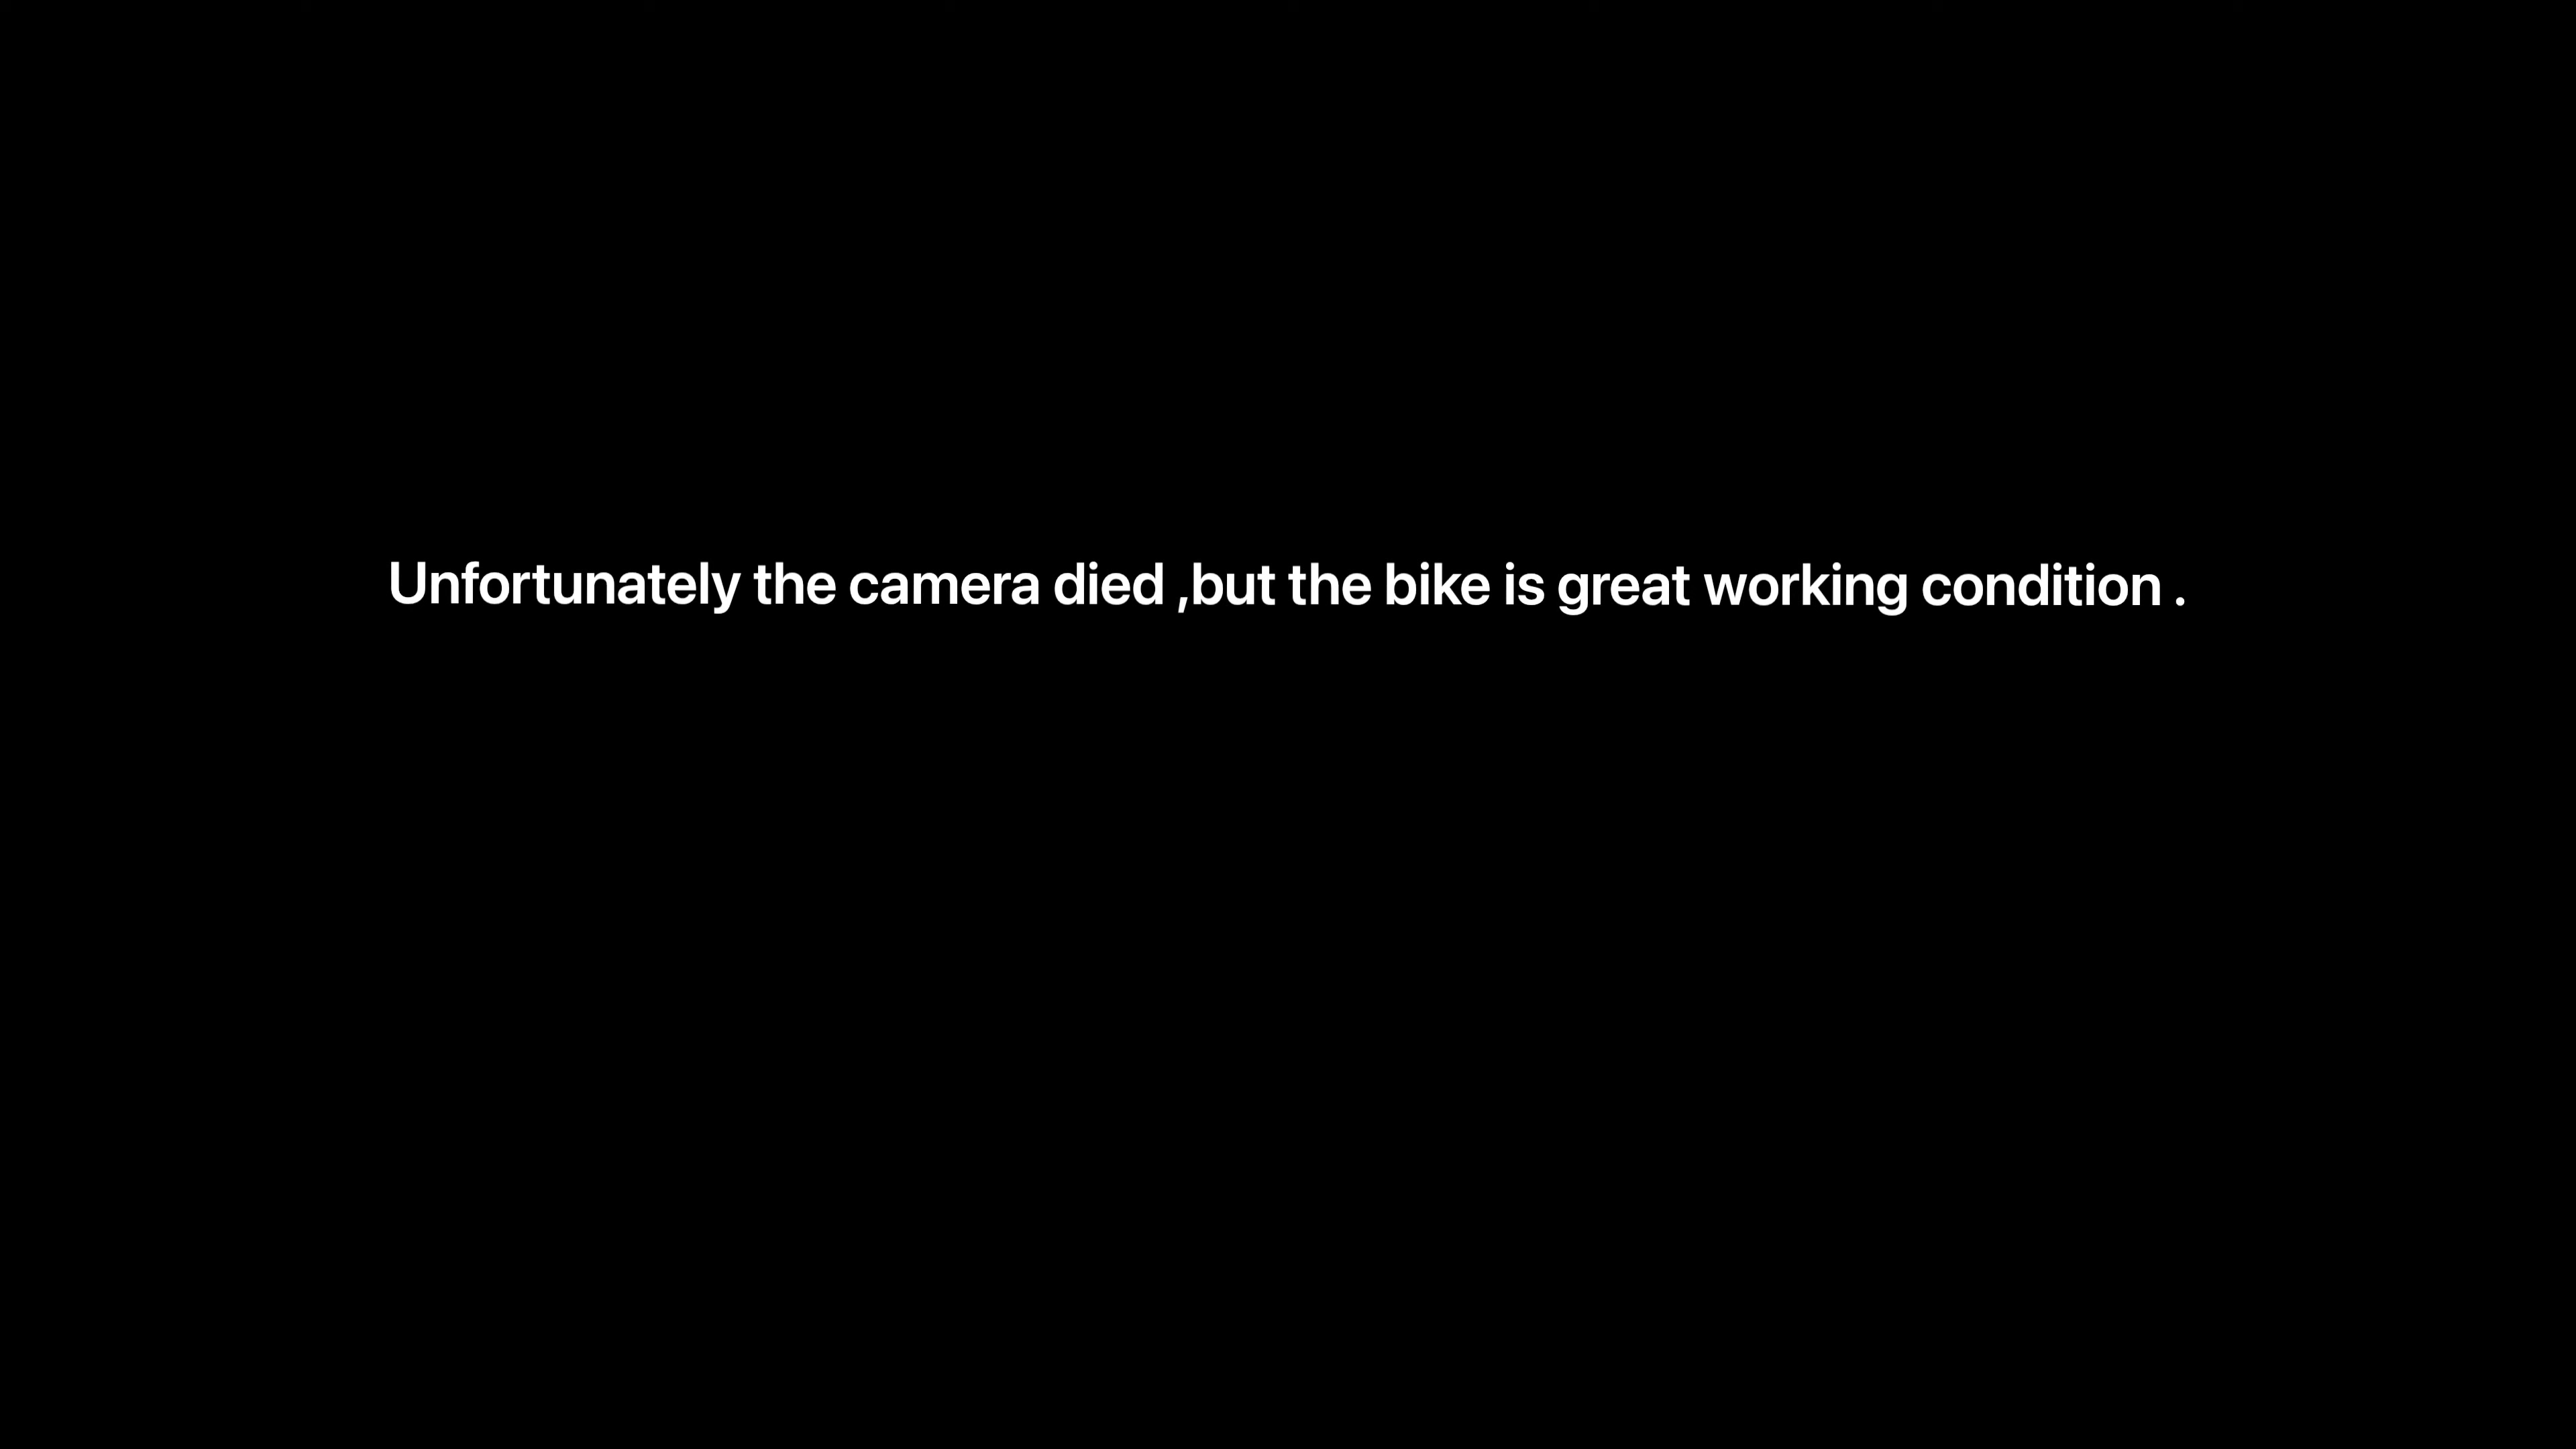 Unfortunately the camera died ,but the bike is great working condition .